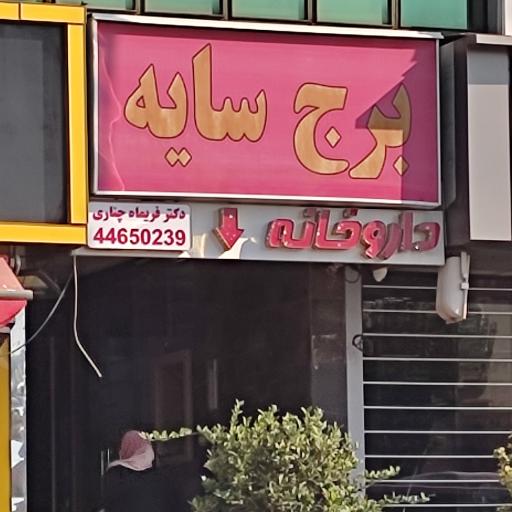 برج سایه
داروخانه
دکتر فریماه چناری
44650239